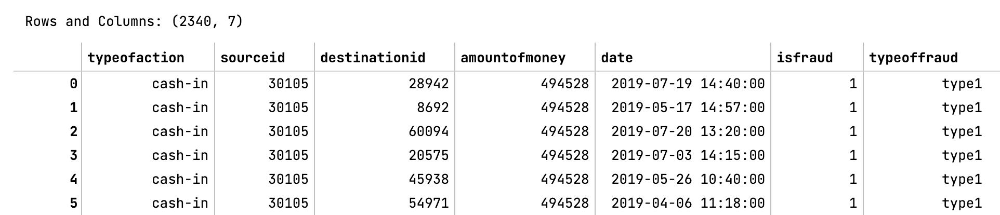 Rows and Columns: (2340, 7)
typeofaction sourceid destinationid amountofmoney date isfraud typeoffraud
0 cash-in 30105 28942 494528 2019-07-19 14:40:00 1 type1
1 cash-in 30105 8692 494528 2019-05-17 14:57:00 1 type1
2 cash-in 30105 60094 494528 2019-07-20 13:20:00 1 type1
3 cash-in 30105 20575 494528 2019-07-03 14:15:00 1 type1
4 cash-in 30105 45938 494528 2019-05-26 10:40:00 1 type1
5 cash-in 30105 54971 494528 2019-04-06 11:18:00 1 type1